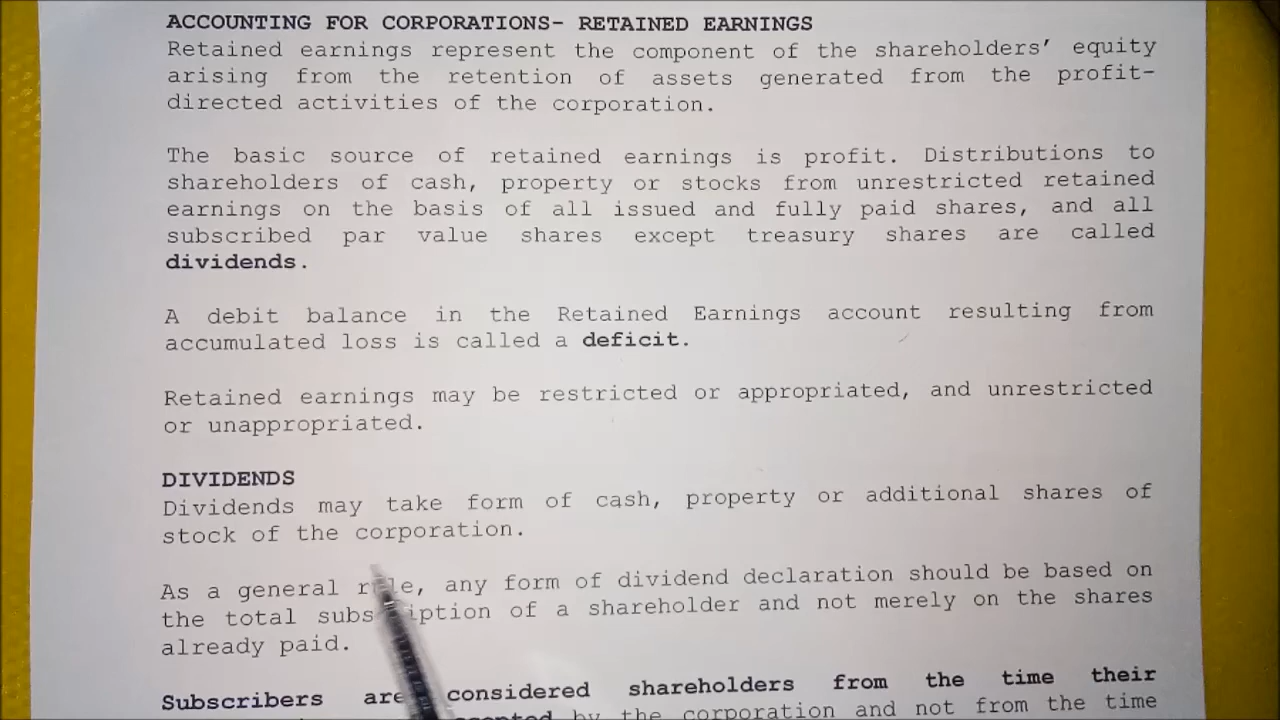 ACCOUNTING FOR CORPORATIONS- RETAINED EARNINGS
Retained earnings represent the component of the shareholders' equity
arising from the retention of assets generated from the profit-
directed activities of the corporation.
The basic source of retained earnings is profit. Distributions to
shareholders of cash, property or stocks from unrestricted retained
earnings on the basis of all issued and fully paid shares, and all
subscribed par value shares except treasury shares are called
dividends.
A debit balance in the Retained Earnings account resulting from
accumulated loss is called a deficit.
Retained earnings may be restricted or appropriated, and unrestricted
or unappropriated.
DIVIDENDS
Dividends may take form of cash, property or additional shares of
stock of the corporation.
As a general rule, any form of dividend declaration should be based on
the total subscription of a shareholder and not merely on the shares
already paid.
Subscribers are considered shareholders from the time their
by the corporation and not from the time